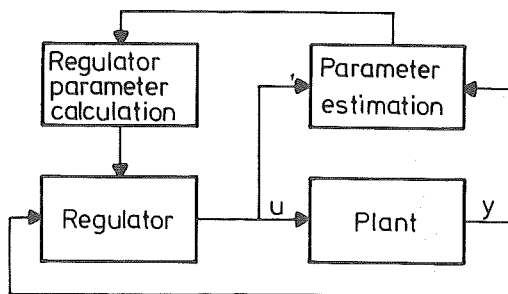 Regulator
parameter
calculation
Parameter
estimation
Regulator
u
Plant
y